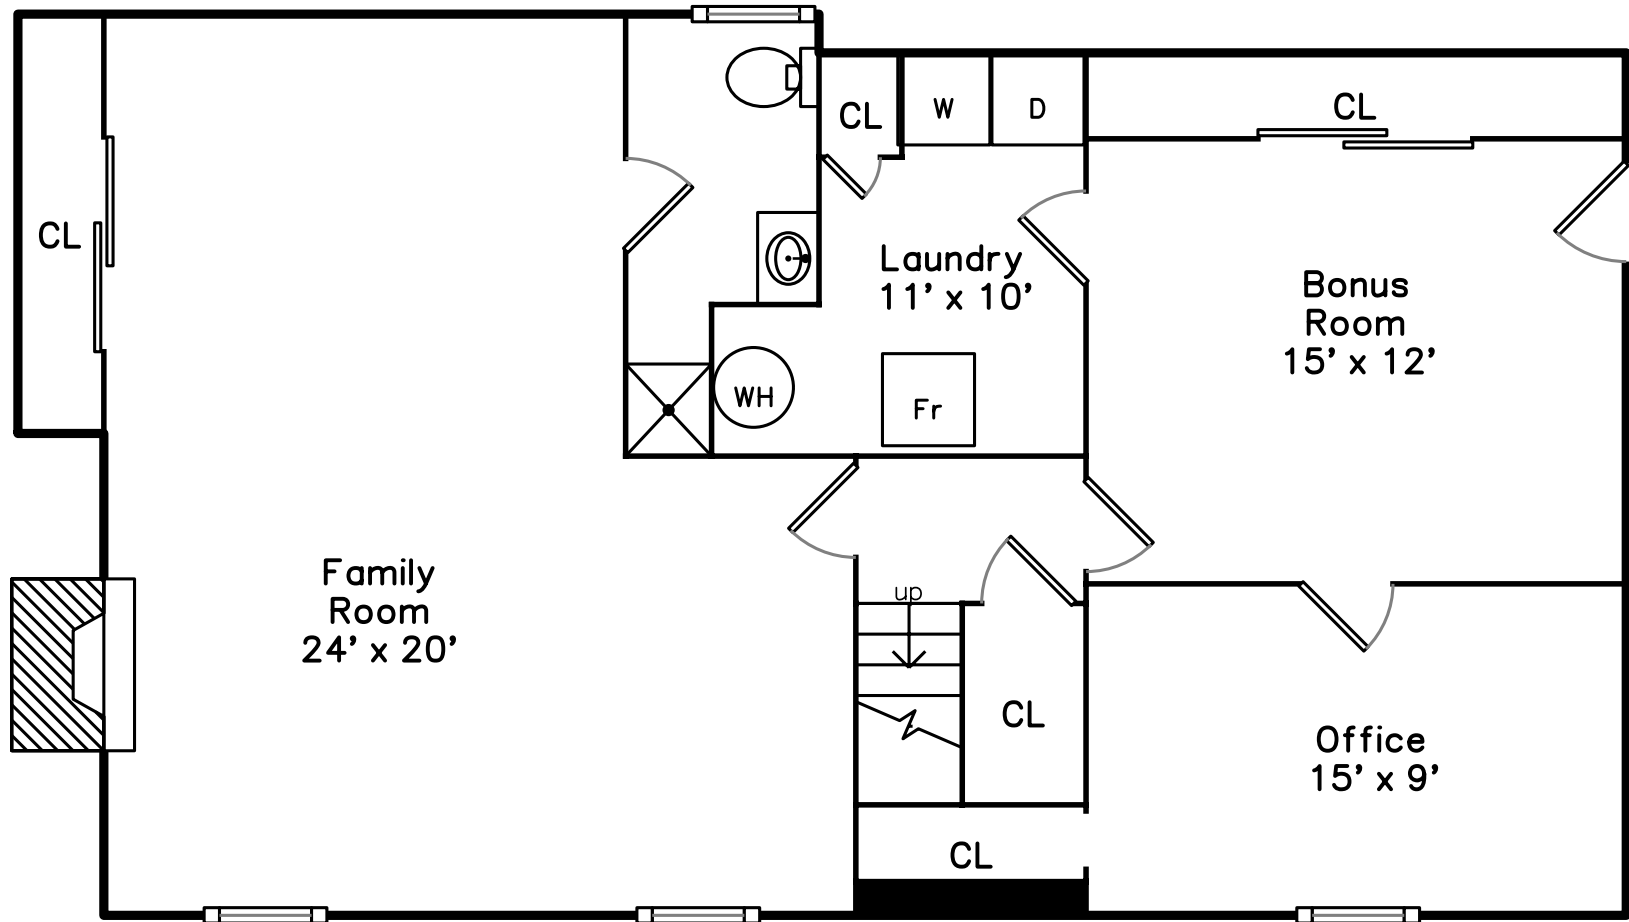 CL
W
D
CL
CL
Laundry
11' x 10'
Bonus
Room
15' x 12'
WH
Fr
Family
Room
24' x 20'
up
CL
Office
15' x 9'
CL